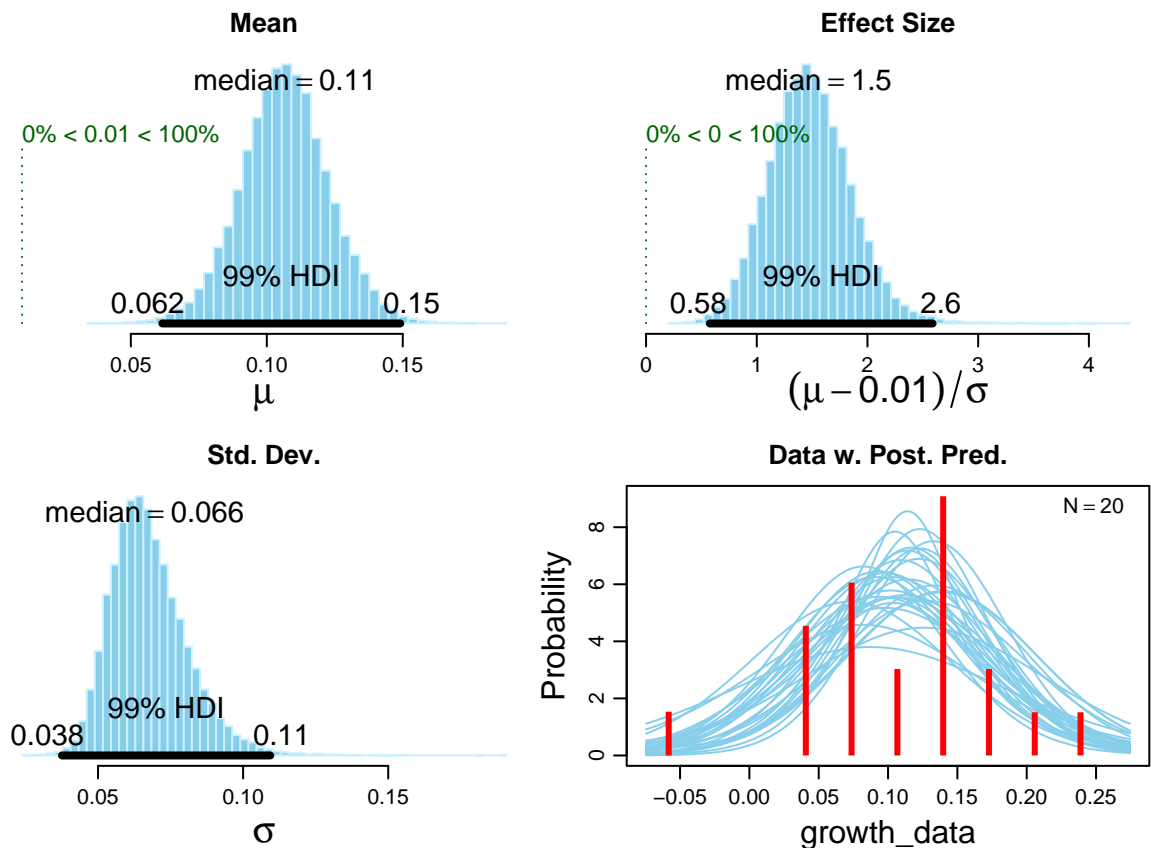 Mean
median = 0.11
0% < 0.01 < 100%
99% HDI
0.062
0.15
0.05
0.10
0.15
μ
Effect Size
median = 1.5
0% < 0 < 100%
99% HDI
0.58
2.6
0
1
2
3
4
(μ − 0.01)/σ
Std. Dev.
median = 0.066
99% HDI
0.038
0.11
0.05
0.10
0.15
σ
Data w. Post. Pred.
N = 20
Probability
8
6
4
2
0
−0.05
0.00
0.05
0.10
0.15
0.20
0.25
growth_data